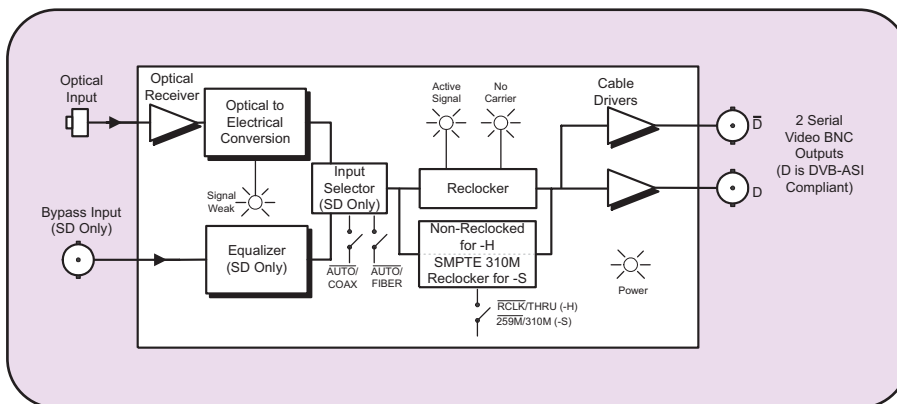 Optical
Input
Optical
Receiver
Optical to
Electrical
Conversion
Signal
Weak
Bypass Input
(SD Only)
Equalizer
(SD Only)
Input
Selector
(SD Only)
AUTO/
COAX
AUTO/
FIBER
Active
Signal
No
Carrier
Reclocker
Non-Reclocked
for -H
SMPTE 310M
Reclocker for -S
RCLK/THRU (-H)
259M/310M (-S)
Cable
Drivers
Power
D̅
D
2 Serial
Video BNC
Outputs
(D is DVB-ASI
Compliant)